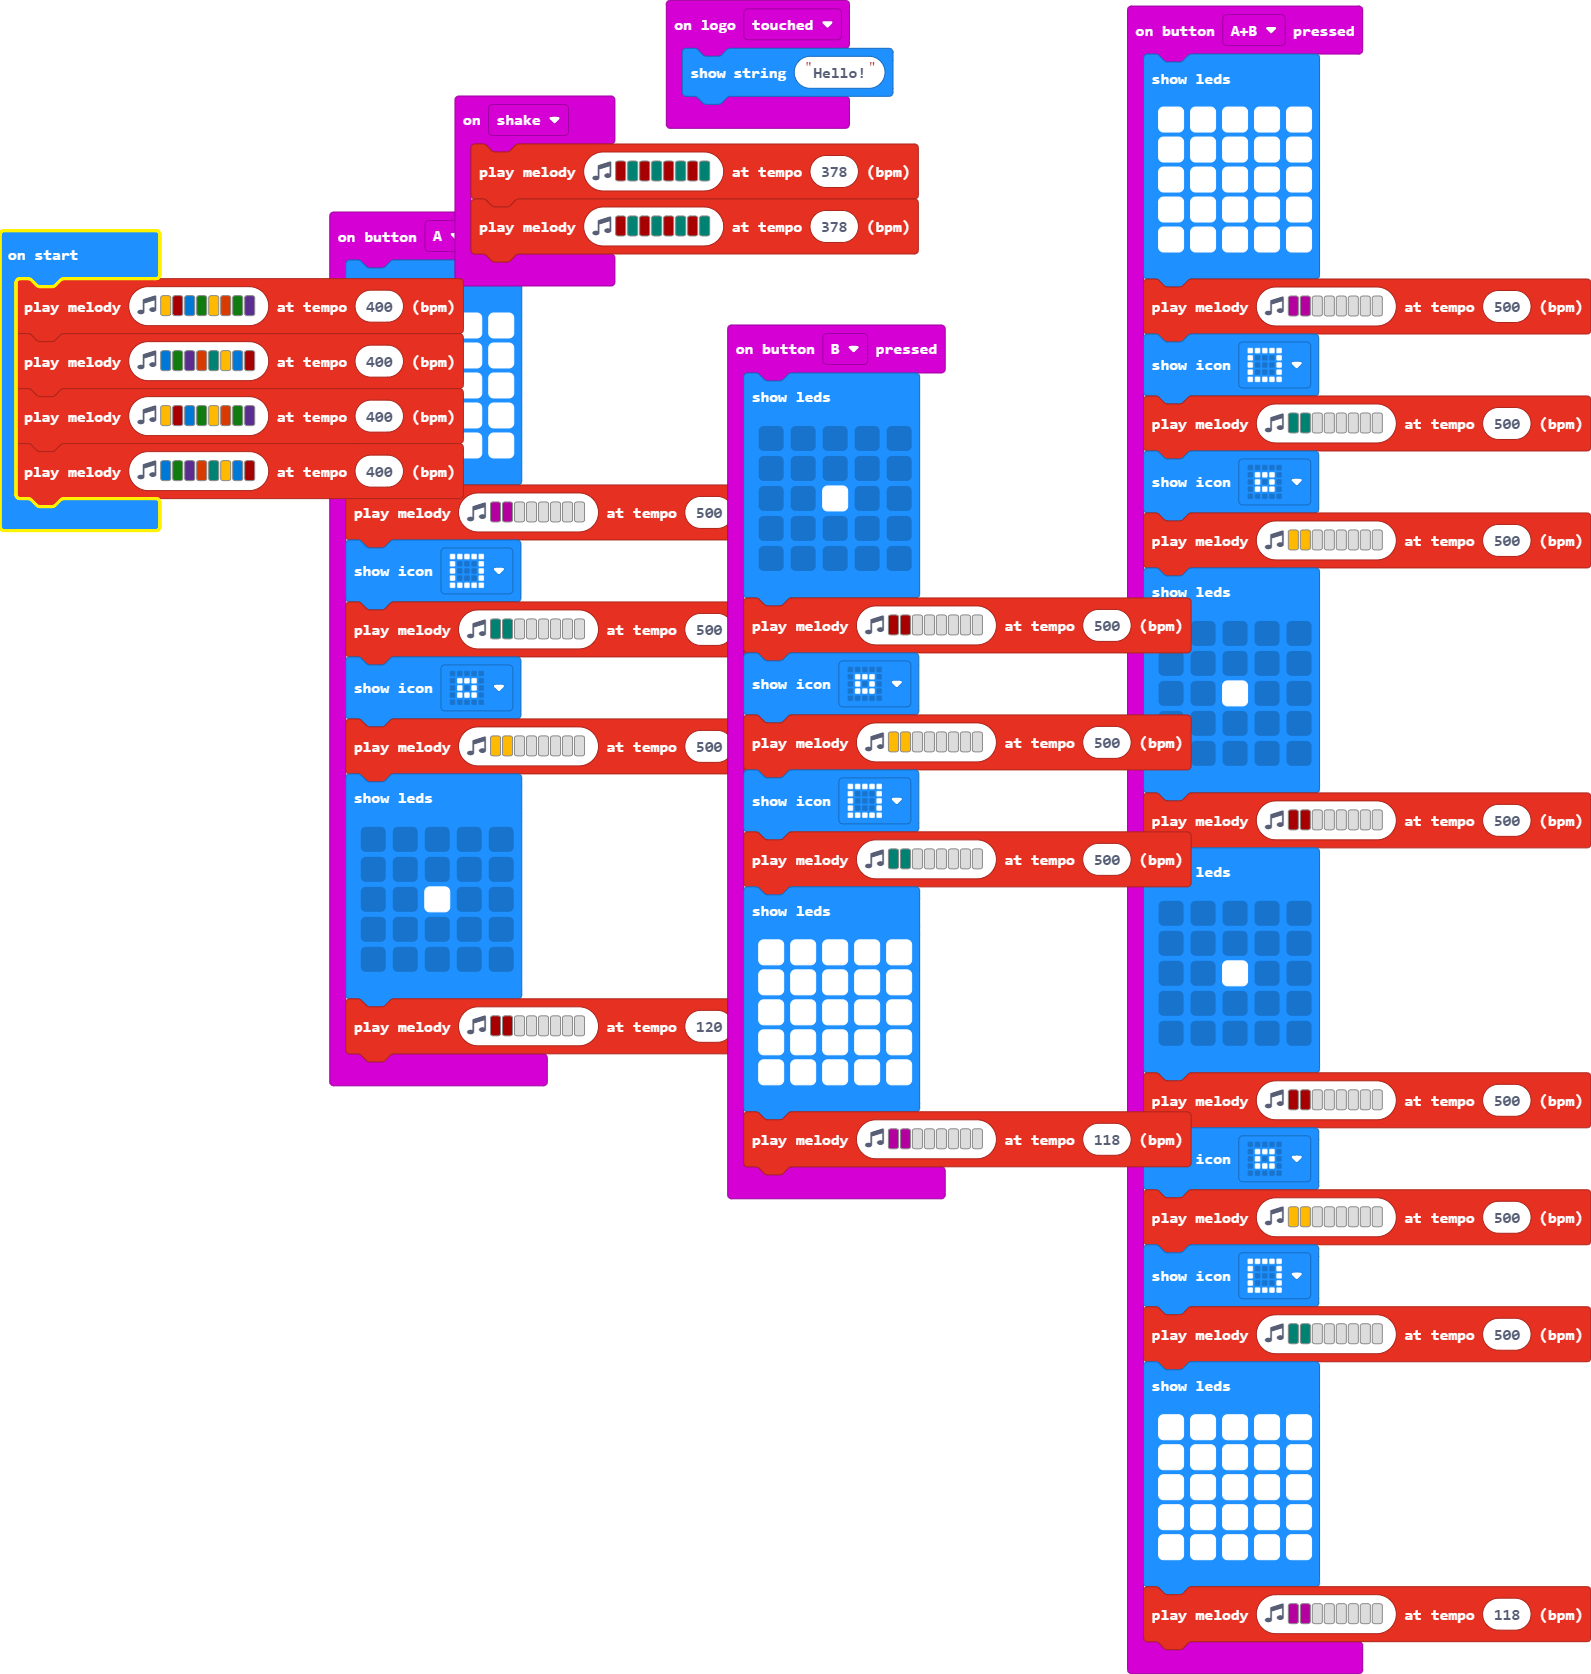 on start
play melody at tempo 400 (bpm)
play melody at tempo 400 (bpm)
play melody at tempo 400 (bpm)
play melody at tempo 400 (bpm)
on button A
play melody at tempo 500
show icon
play melody at tempo 500
show icon
play melody at tempo 500
show leds
play melody at tempo 120
on shake
play melody at tempo 378 (bpm)
play melody at tempo 378 (bpm)
on logo touched
show string "Hello!"
on button B pressed
show leds
play melody at tempo 500 (bpm)
show icon
play melody at tempo 500 (bpm)
show icon
play melody at tempo 500 (bpm)
show leds
play melody at tempo 118 (bpm)
on button A+B pressed
show leds
play melody at tempo 500 (bpm)
show icon
play melody at tempo 500 (bpm)
show icon
play melody at tempo 500 (bpm)
show leds
play melody at tempo 500 (bpm)
leds
play melody at tempo 500 (bpm)
icon
play melody at tempo 500 (bpm)
show icon
play melody at tempo 500 (bpm)
show leds
play melody at tempo 118 (bpm)